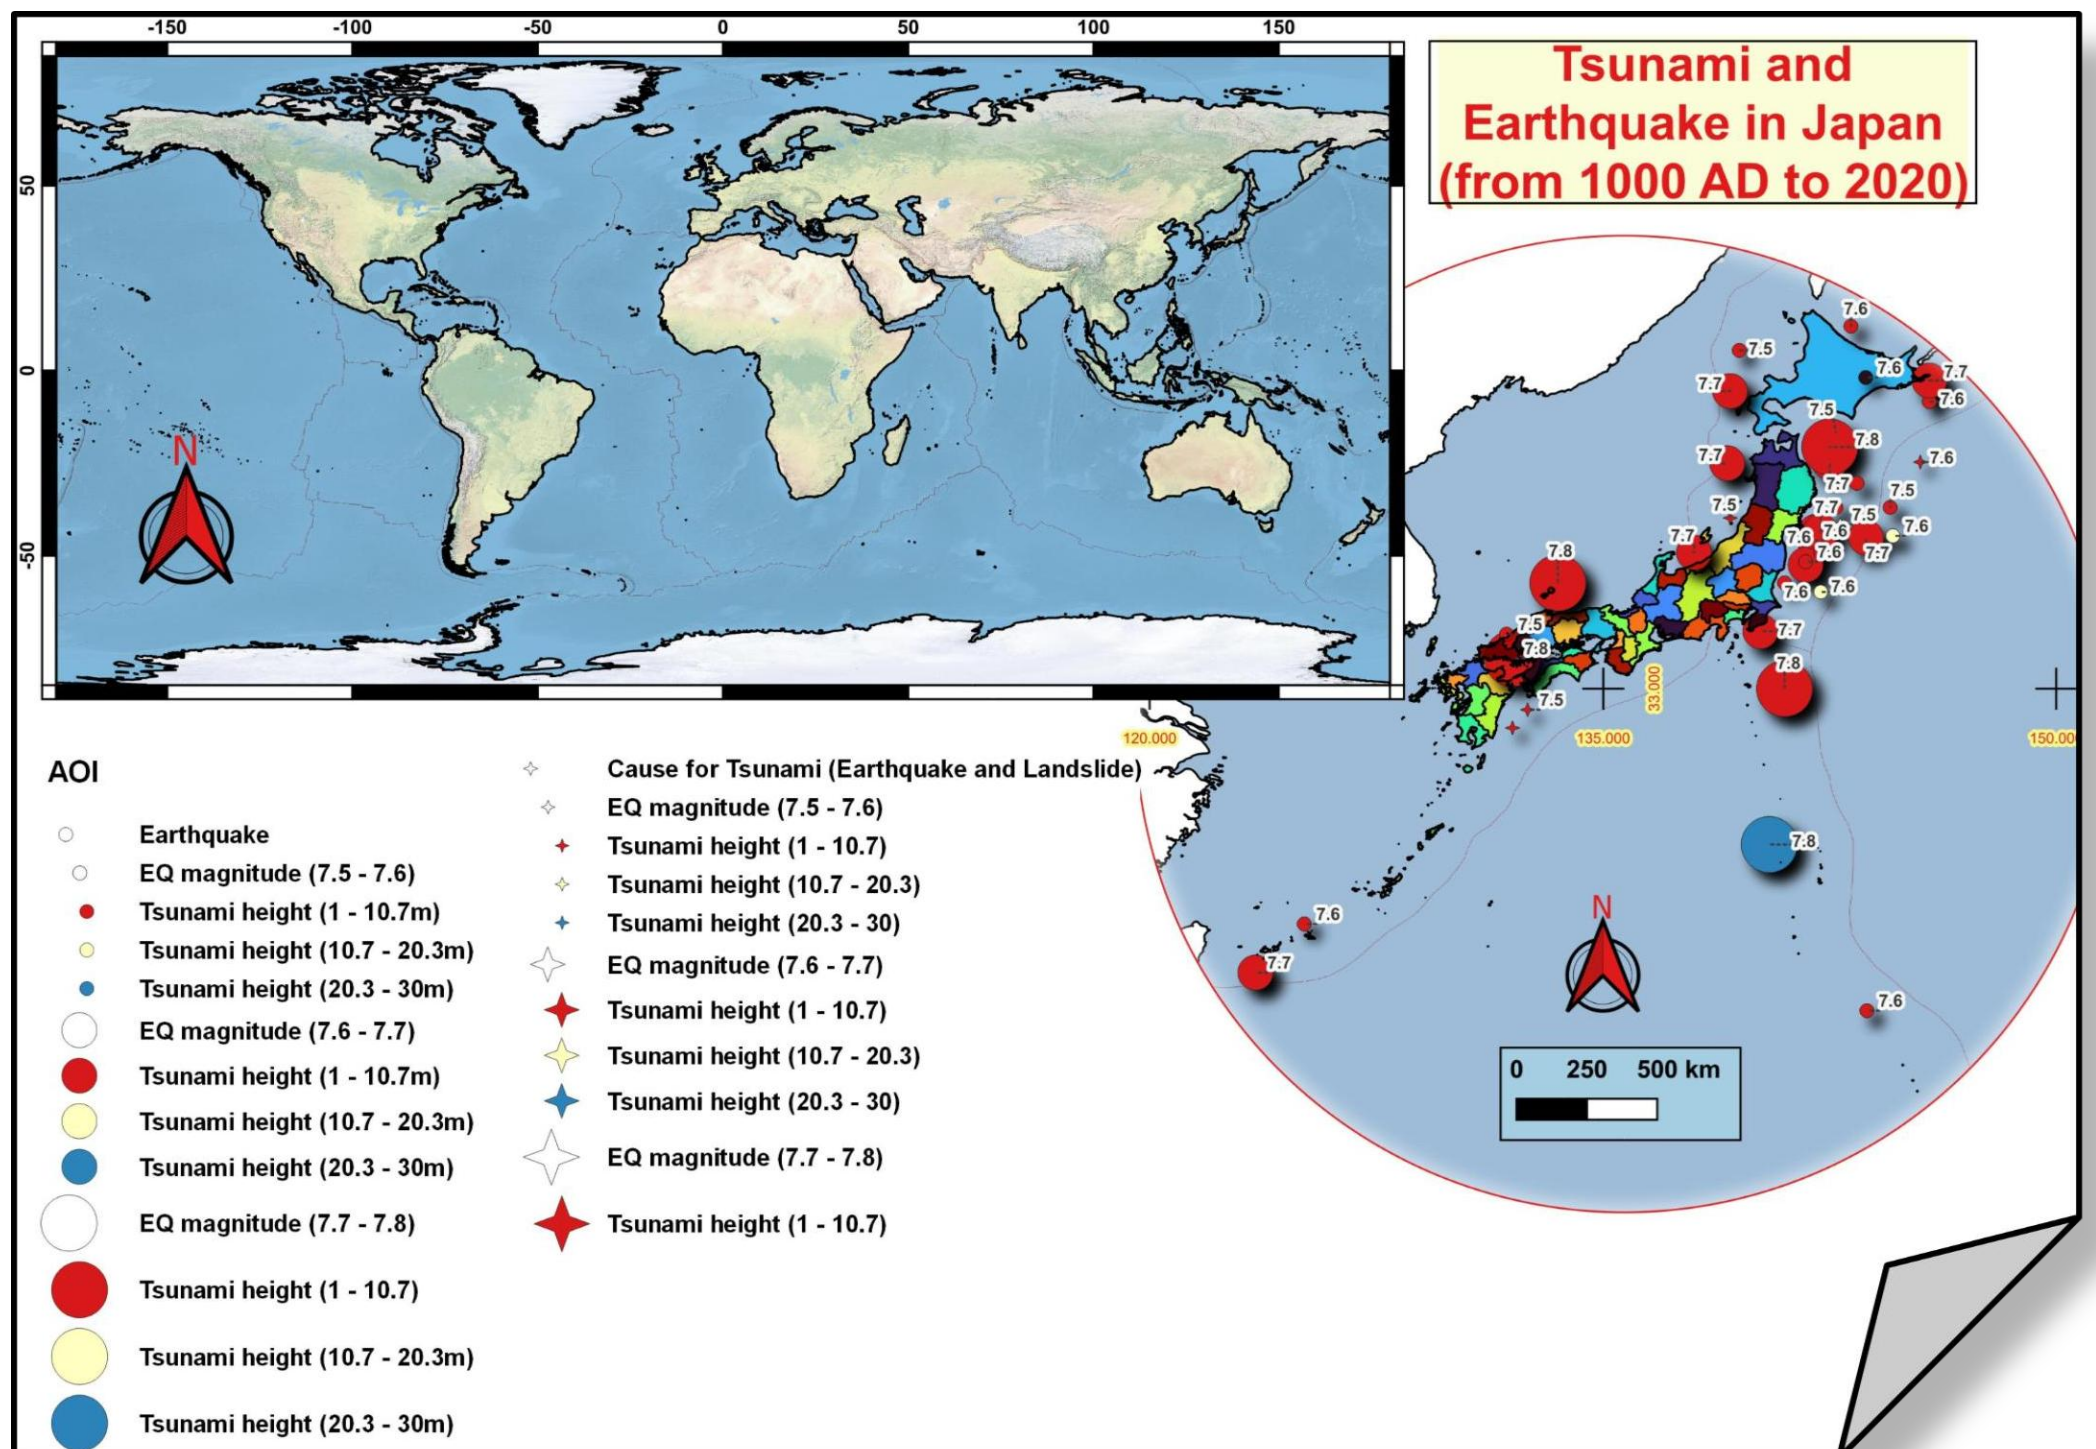 -150 -100 -50 0 50 100 150
Tsunami and
Earthquake in Japan
(from 1000 AD to 2020)
50
0
-50
N
7.6
7.5
7.6
7.7
7.7
7.6
7.5
7.8
7.7
7.6
7.7
7.5
7.5
7.7
7.5
7.6
7.6
7.6
7.7
7.8
7.6
7.7
7.6
7.6
7.5
7.7
7.8
7.8
7.5
33.000
120.000
135.000
150.000
7.8
7.6
7.7
N
7.6
0 250 500 km
AOI
Earthquake
EQ magnitude (7.5 - 7.6)
Tsunami height (1 - 10.7m)
Tsunami height (10.7 - 20.3m)
Tsunami height (20.3 - 30m)
EQ magnitude (7.6 - 7.7)
Tsunami height (1 - 10.7m)
Tsunami height (10.7 - 20.3m)
Tsunami height (20.3 - 30m)
EQ magnitude (7.7 - 7.8)
Tsunami height (1 - 10.7)
Tsunami height (10.7 - 20.3m)
Tsunami height (20.3 - 30m)
Cause for Tsunami (Earthquake and Landslide)
EQ magnitude (7.5 - 7.6)
Tsunami height (1 - 10.7)
Tsunami height (10.7 - 20.3)
Tsunami height (20.3 - 30)
EQ magnitude (7.6 - 7.7)
Tsunami height (1 - 10.7)
Tsunami height (10.7 - 20.3)
Tsunami height (20.3 - 30)
EQ magnitude (7.7 - 7.8)
Tsunami height (1 - 10.7)